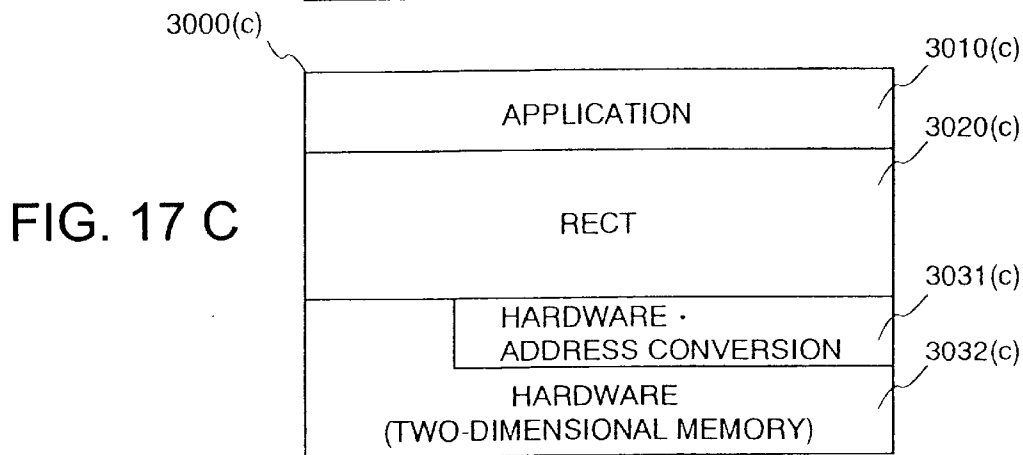 3000(c)
3010(c)
APPLICATION
3020(c)
FIG. 17 C
RECT
3031(c)
HARDWARE ·
ADDRESS CONVERSION
3032(c)
HARDWARE
(TWO-DIMENSIONAL MEMORY)